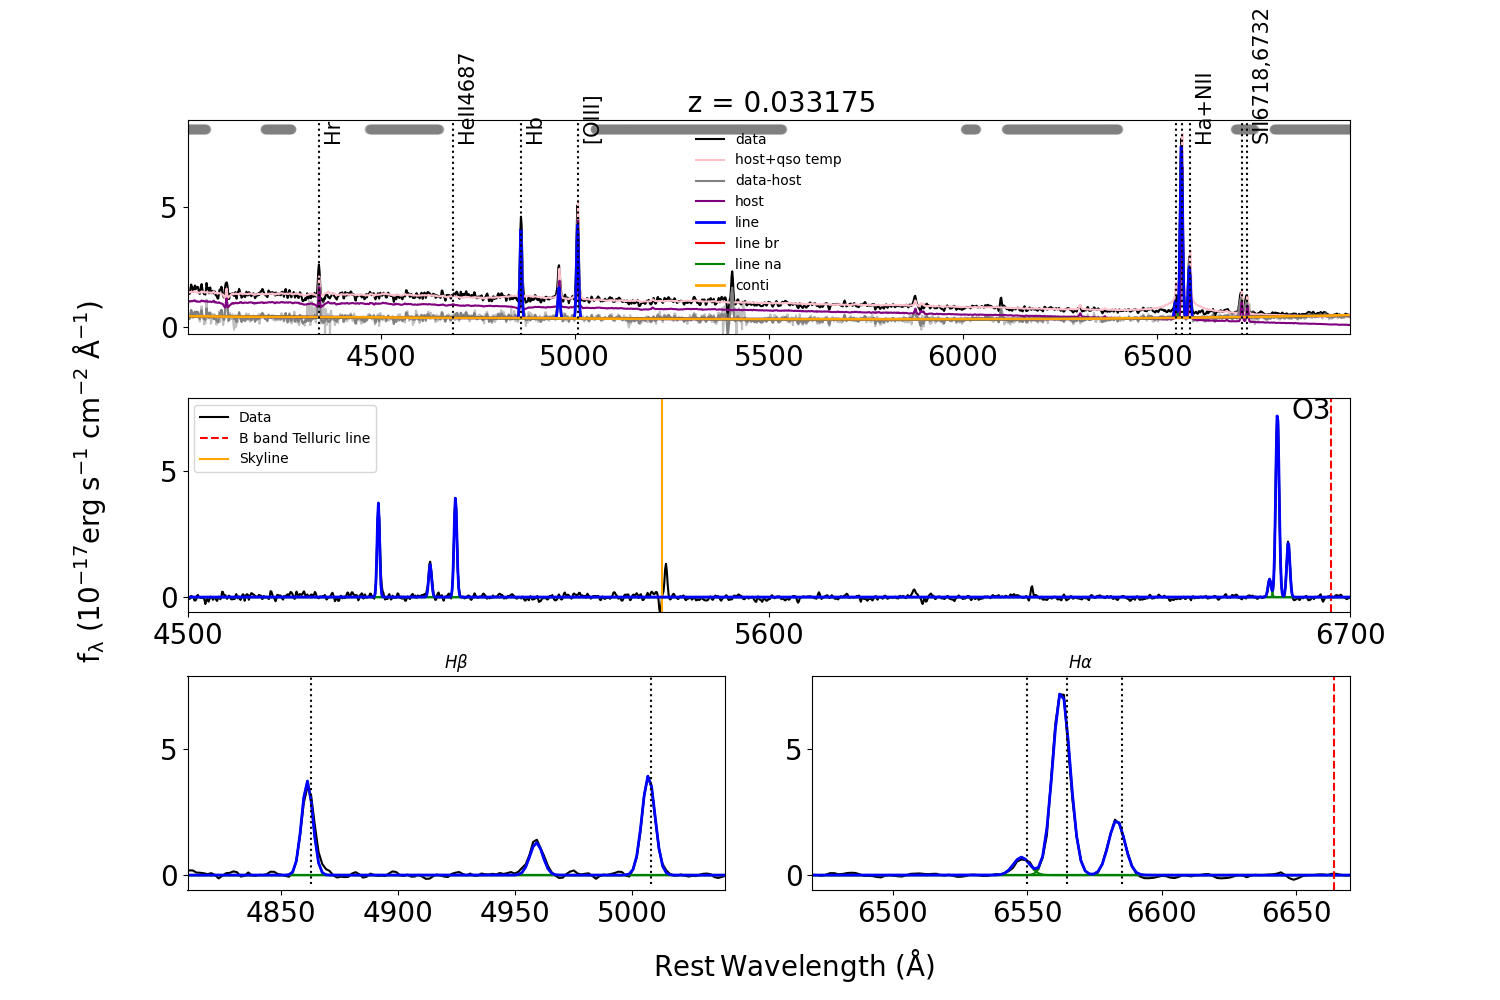 z = 0.033175
Hr
HeII4687
Hb
[OIII]
Ha+NII
SII6718,6732
data
host+qso temp
data-host
host
line
line br
line na
conti
5
0
4500
5000
5500
6000
6500
fλ (10⁻¹⁷erg s⁻¹ cm⁻² Å⁻¹)
Data
B band Telluric line
Skyline
O3
5
0
4500
5600
6700
Hβ
5
0
4850
4900
4950
5000
Hα
5
0
6500
6550
6600
6650
Rest Wavelength (Å)